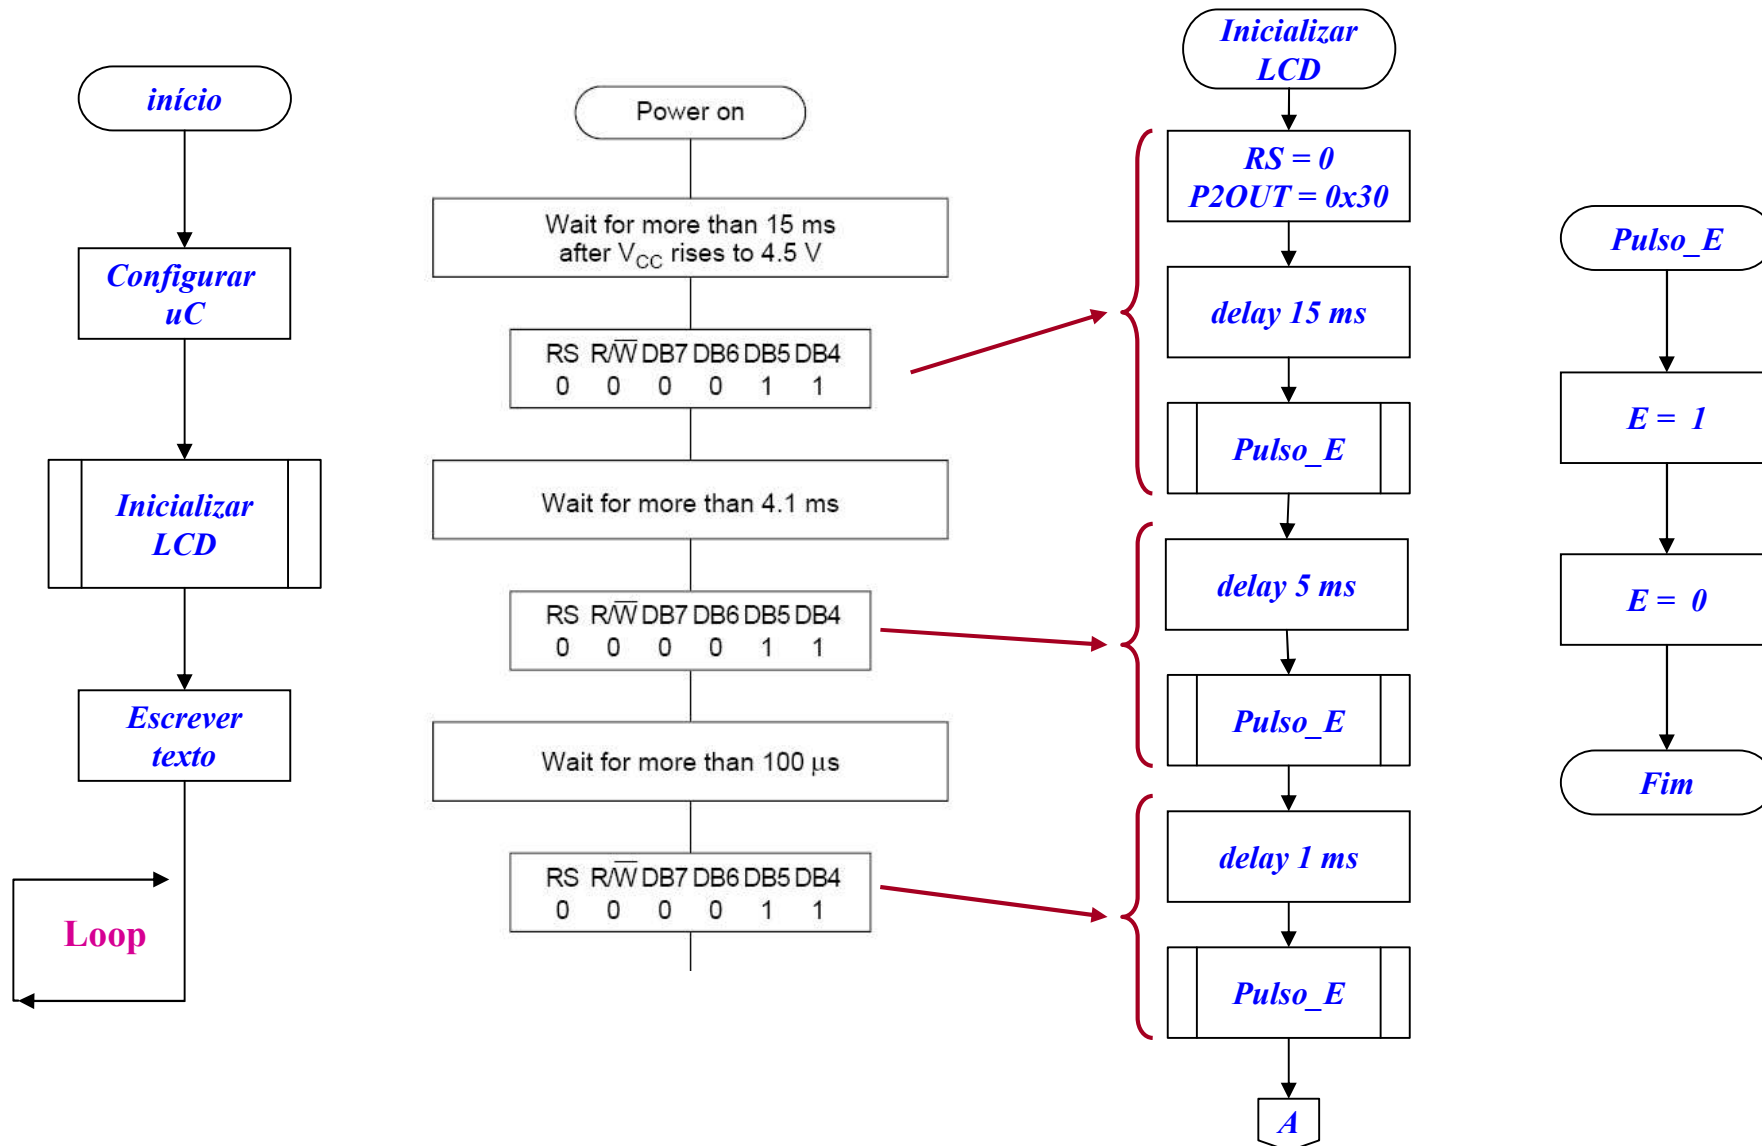 início
Configurar
uC
Inicializar
LCD
Escrever
texto
Loop
Power on
Wait for more than 15 ms
after VCC rises to 4.5 V
RS R/W̅ DB7 DB6 DB5 DB4
0 0 0 0 1 1
Wait for more than 4.1 ms
RS R/W̅ DB7 DB6 DB5 DB4
0 0 0 0 1 1
Wait for more than 100 µs
RS R/W̅ DB7 DB6 DB5 DB4
0 0 0 0 1 1
Inicializar
LCD
RS = 0
P2OUT = 0x30
delay 15 ms
Pulso_E
delay 5 ms
Pulso_E
delay 1 ms
Pulso_E
A
Pulso_E
E = 1
E = 0
Fim